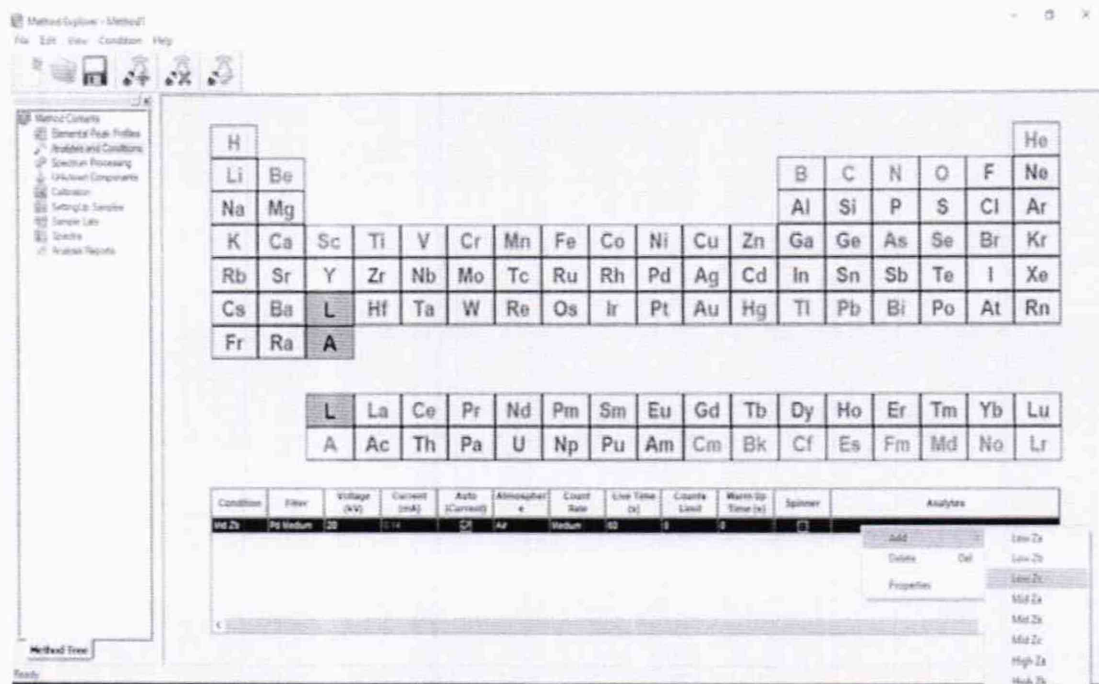 Method Explorer - Method1
File Edit View Condition Help
Method Contents
Elemental Peak Profiles
Analytes and Conditions
Spectrum Processing
Unknown Components
Calibration
Setting Up Samples
Sample Lists
Spectra
Analysis Reports
H He
Li Be B C N O F Ne
Na Mg Al Si P S Cl Ar
K Ca Sc Ti V Cr Mn Fe Co Ni Cu Zn Ga Ge As Se Br Kr
Rb Sr Y Zr Nb Mo Tc Ru Rh Pd Ag Cd In Sn Sb Te I Xe
Cs Ba L Hf Ta W Re Os Ir Pt Au Hg Tl Pb Bi Po At Rn
Fr Ra A
L La Ce Pr Nd Pm Sm Eu Gd Tb Dy Ho Er Tm Yb Lu
A Ac Th Pa U Np Pu Am Cm Bk Cf Es Fm Md No Lr
Condition Filter Voltage (kV) Current (mA) Auto (Current) Atmospher e Count Rate Live Time (s) Counts Limit Warm Up Time (s) Spinner Analytes
Mid Zb Pd Medium 20 0.14 Air Medium 60 0 0
Add
Delete Del
Properties
Low Za
Low Zb
Low Zc
Mid Za
Mid Zb
Mid Zc
High Za
High Zb
Method Tree
Ready